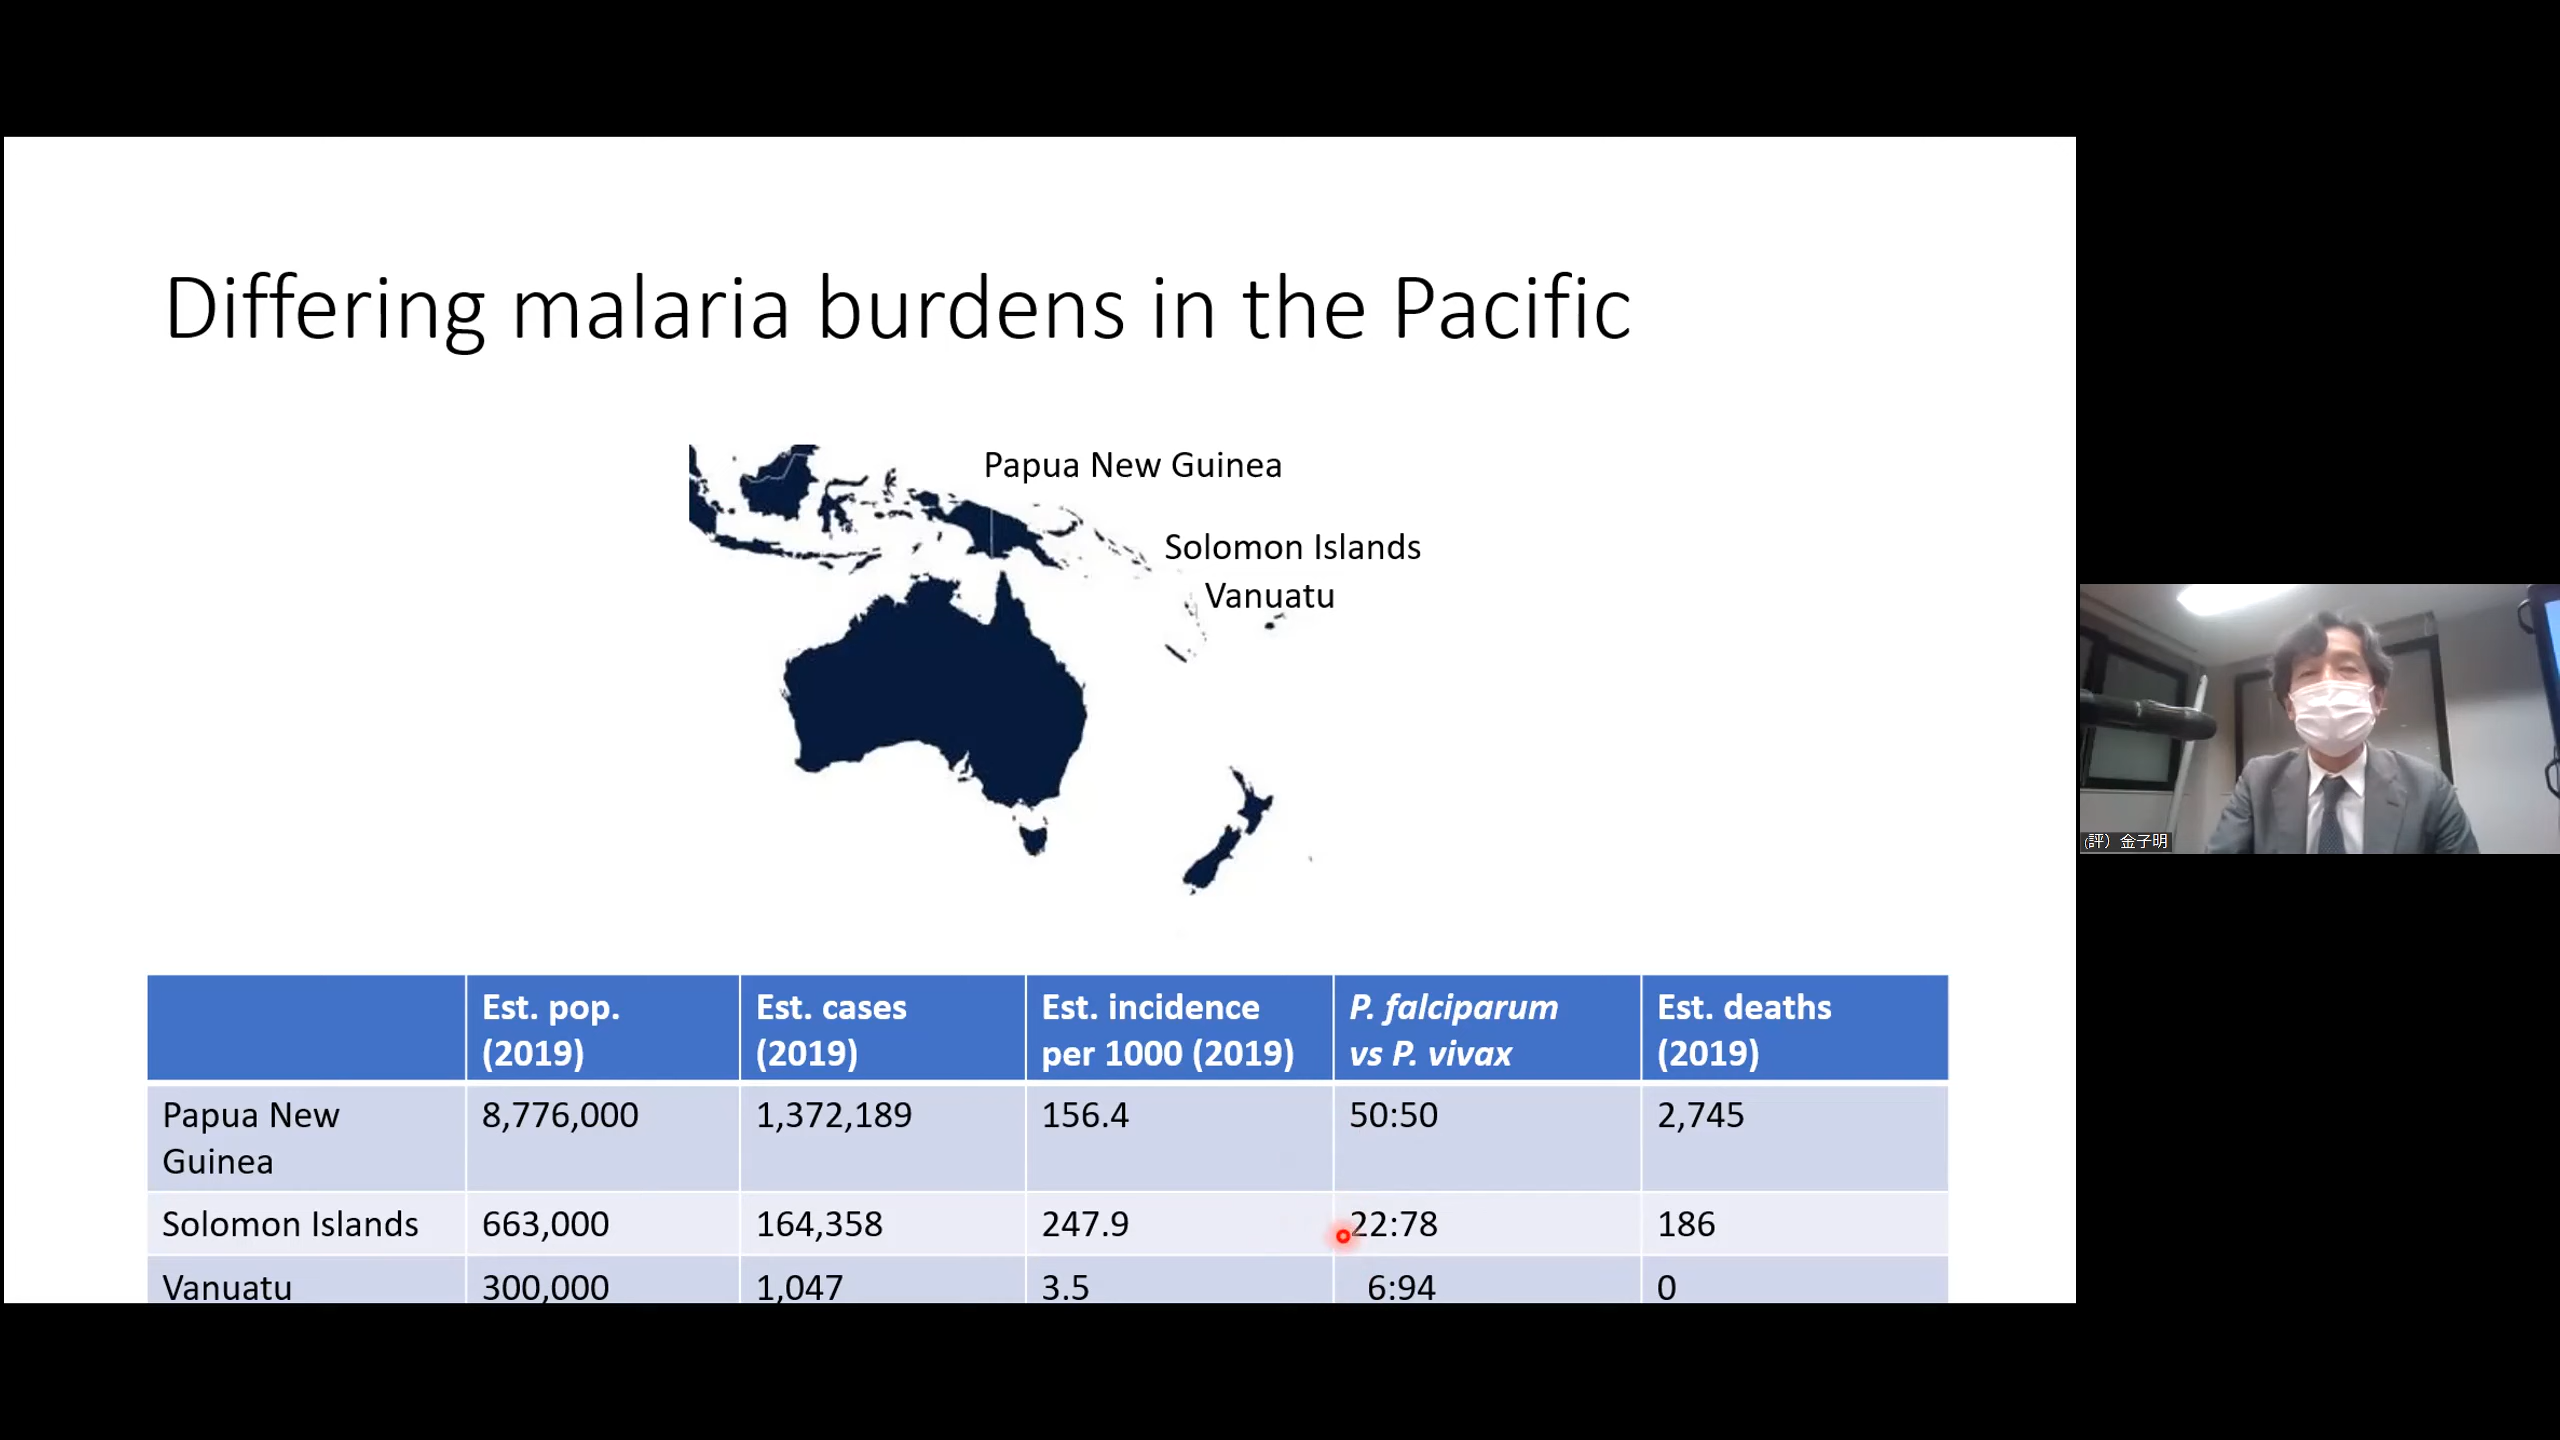 Differing malaria burdens in the Pacific
Papua New Guinea
Solomon Islands
Vanuatu
Est. pop. (2019)
Est. cases (2019)
Est. incidence per 1000 (2019)
P. falciparum vs P. vivax
Est. deaths (2019)
Papua New Guinea
8,776,000
1,372,189
156.4
50:50
2,745
Solomon Islands
663,000
164,358
247.9
22:78
186
Vanuatu
300,000
1,047
3.5
6:94
0
(評）金子明